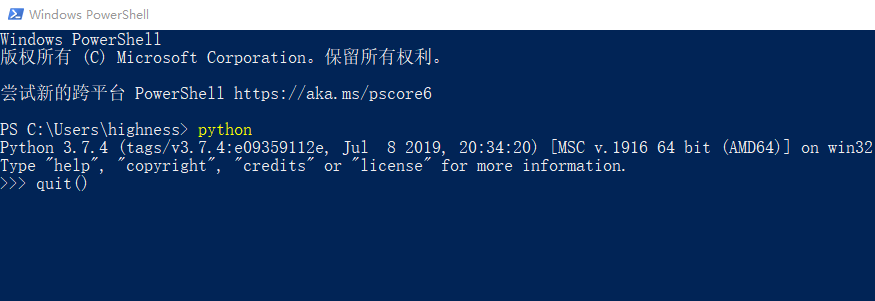 Windows PowerShell
Windows PowerShell
版权所有 (C) Microsoft Corporation。保留所有权利。
尝试新的跨平台 PowerShell https://aka.ms/pscore6
PS C:\Users\highness> python
Python 3.7.4 (tags/v3.7.4:e09359112e, Jul  8 2019, 20:34:20) [MSC v.1916 64 bit (AMD64)] on win32
Type "help", "copyright", "credits" or "license" for more information.
>>> quit()